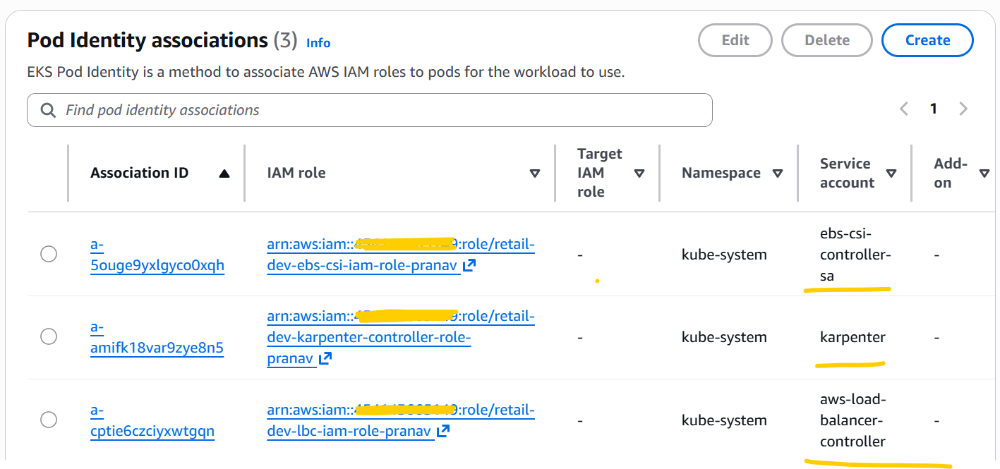 Pod Identity associations (3) Info
Edit
Delete
Create
EKS Pod Identity is a method to associate AWS IAM roles to pods for the workload to use.
Find pod identity associations
1
Association ID
IAM role
Target
IAM
role
Namespace
Service
account
Add-
on
a-
5ouge9yxlgyco0xqh
arn:aws:iam:::role/retail-
dev-ebs-csi-iam-role-pranav
-
kube-system
ebs-csi-
controller-
sa
-
a-
amifk18var9zye8n5
arn:aws:iam:::role/retail-
dev-karpenter-controller-role-
pranav
-
kube-system
karpenter
-
a-
cptie6czciyxwtgqn
arn:aws:iam:::role/retail-
dev-lbc-iam-role-pranav
-
kube-system
aws-load-
balancer-
controller
-